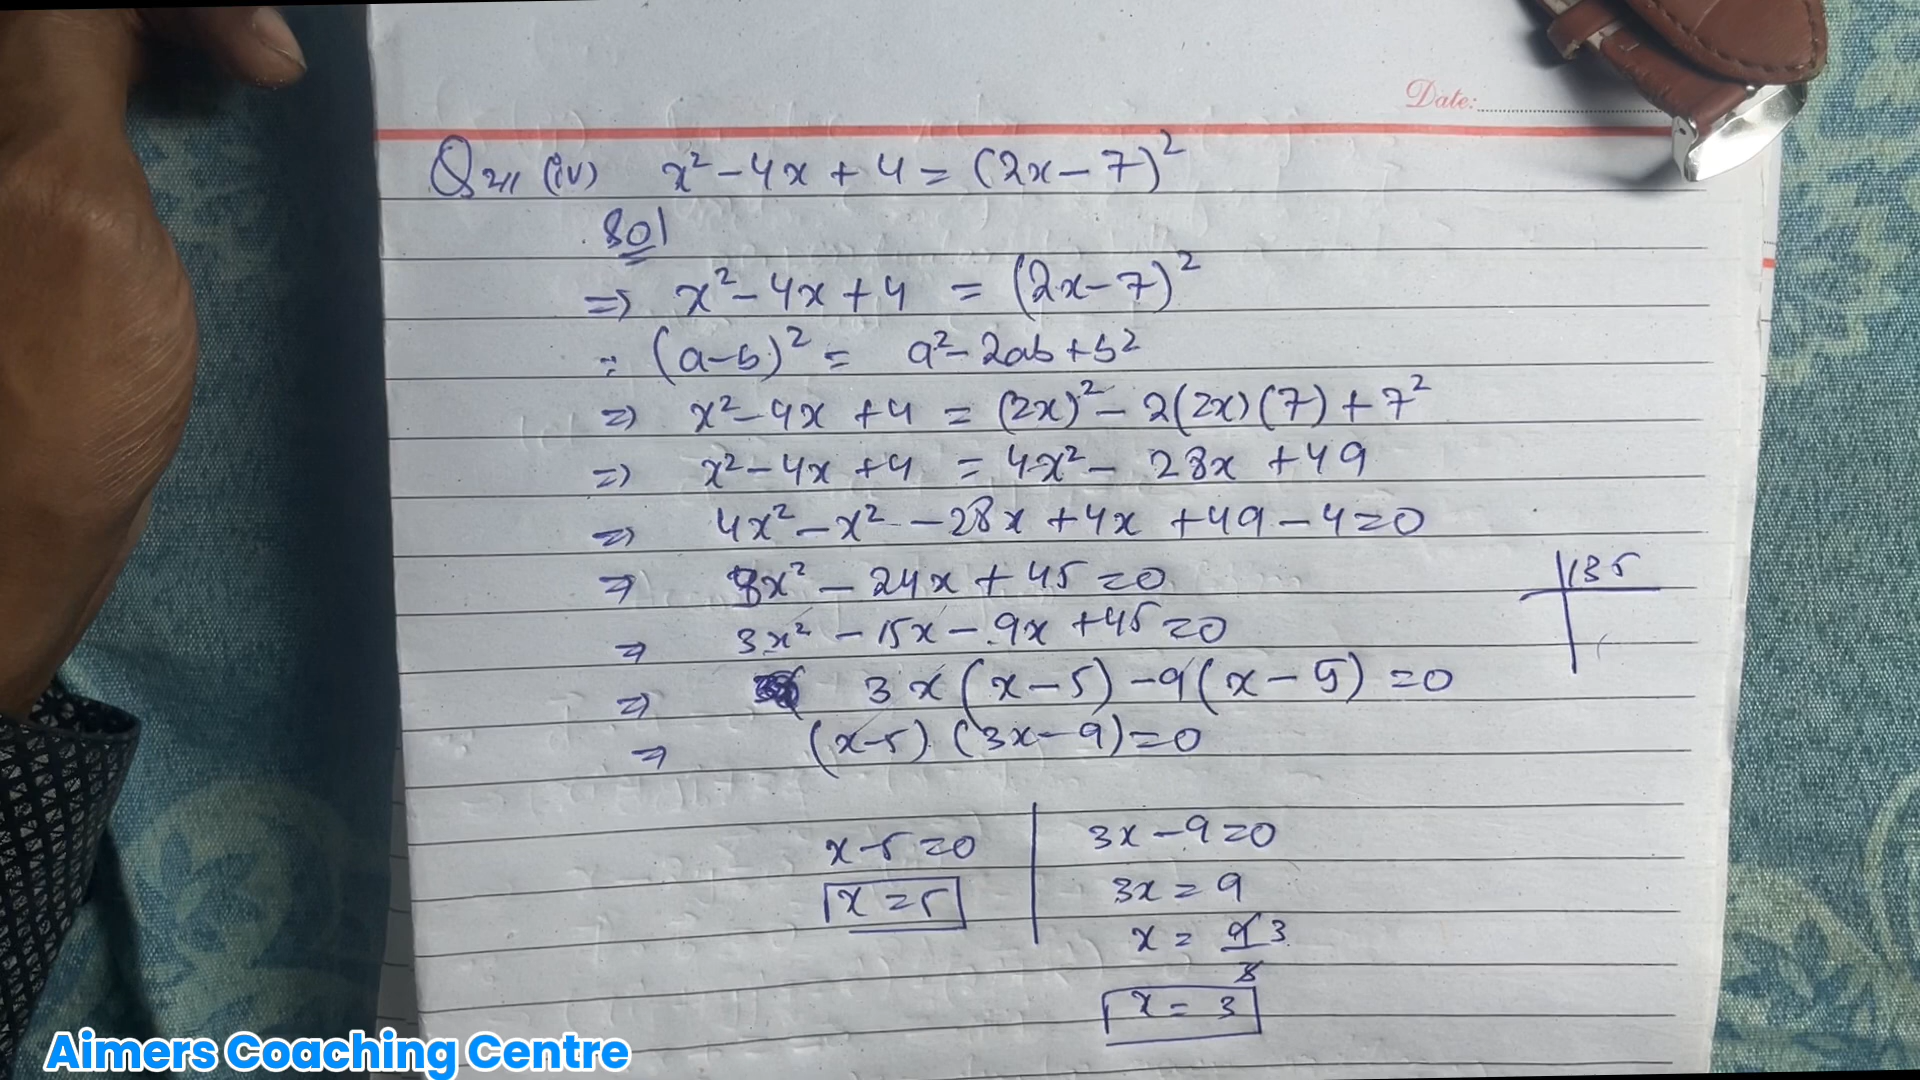 Date:
Q2|| (iv) x² - 4x + 4 = (2x - 7)²
Sol
⇒ x² - 4x + 4 = (2x - 7)²
∵ (a-b)² = a² - 2ab + b²
⇒ x² - 4x + 4 = (2x)² - 2(2x)(7) + 7²
⇒ x² - 4x + 4 = 4x² - 28x + 49
⇒ 4x² - x² - 28x + 4x + 49 - 4 = 0
⇒ 3x² - 24x + 45 = 0
135
⇒ 3x² - 15x - 9x + 45 = 0
⇒ 3x(x - 5) - 9(x - 5) = 0
⇒ (x-5) (3x - 9) = 0
x - 5 = 0
x = 5
3x - 9 = 0
3x = 9
x = 9/3 3
x = 3
Aimers Coaching Centre